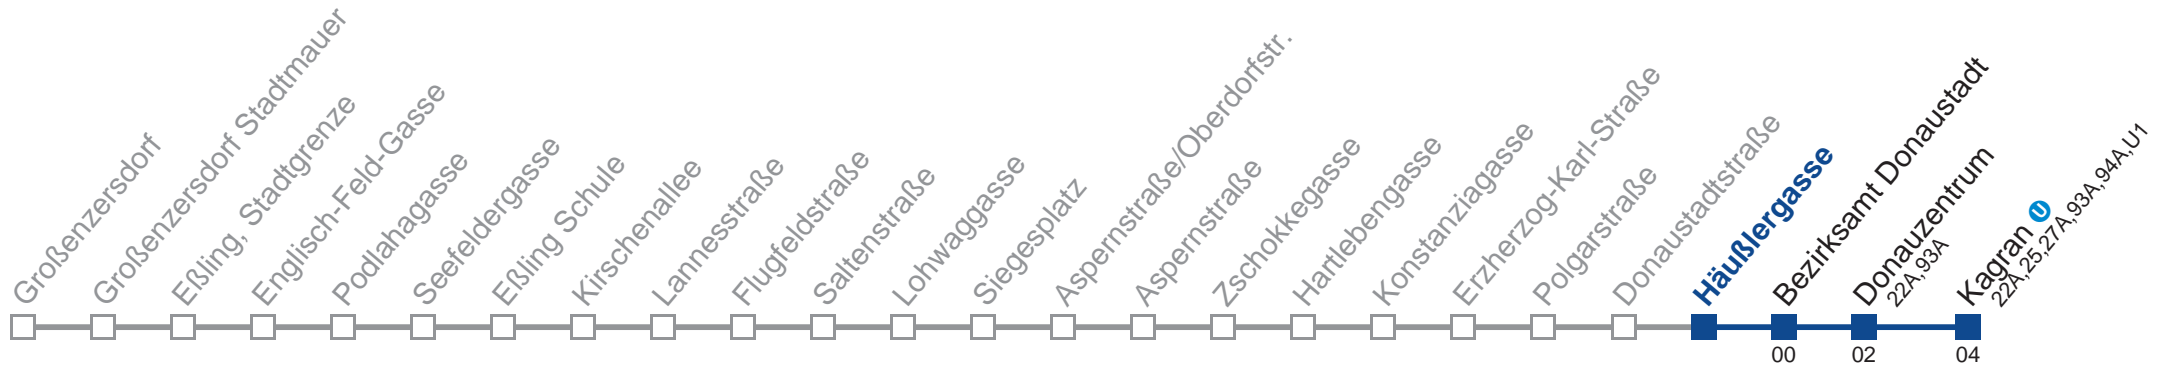 Großenzersdorf
Großenzersdorf Stadtmauer
Eßling, Stadtgrenze
Englisch-Feld-Gasse
Podlahagasse
Seefeldergasse
Eßling Schule
Kirschenallee
Lannesstraße
Flugfeldstraße
Saltenstraße
Lohwaggasse
Siegesplatz
Aspernstraße/Oberdorfstr.
Aspernstraße
Zschokkegasse
Hartlebengasse
Konstanziagasse
Erzherzog-Karl-Straße
Polgarstraße
Donaustadtstraße
Häußlergasse
Bezirksamt Donaustadt
Donauzentrum
22A,93A
Kagran U
22A,25,27A,93A,94A,U1
00
02
04